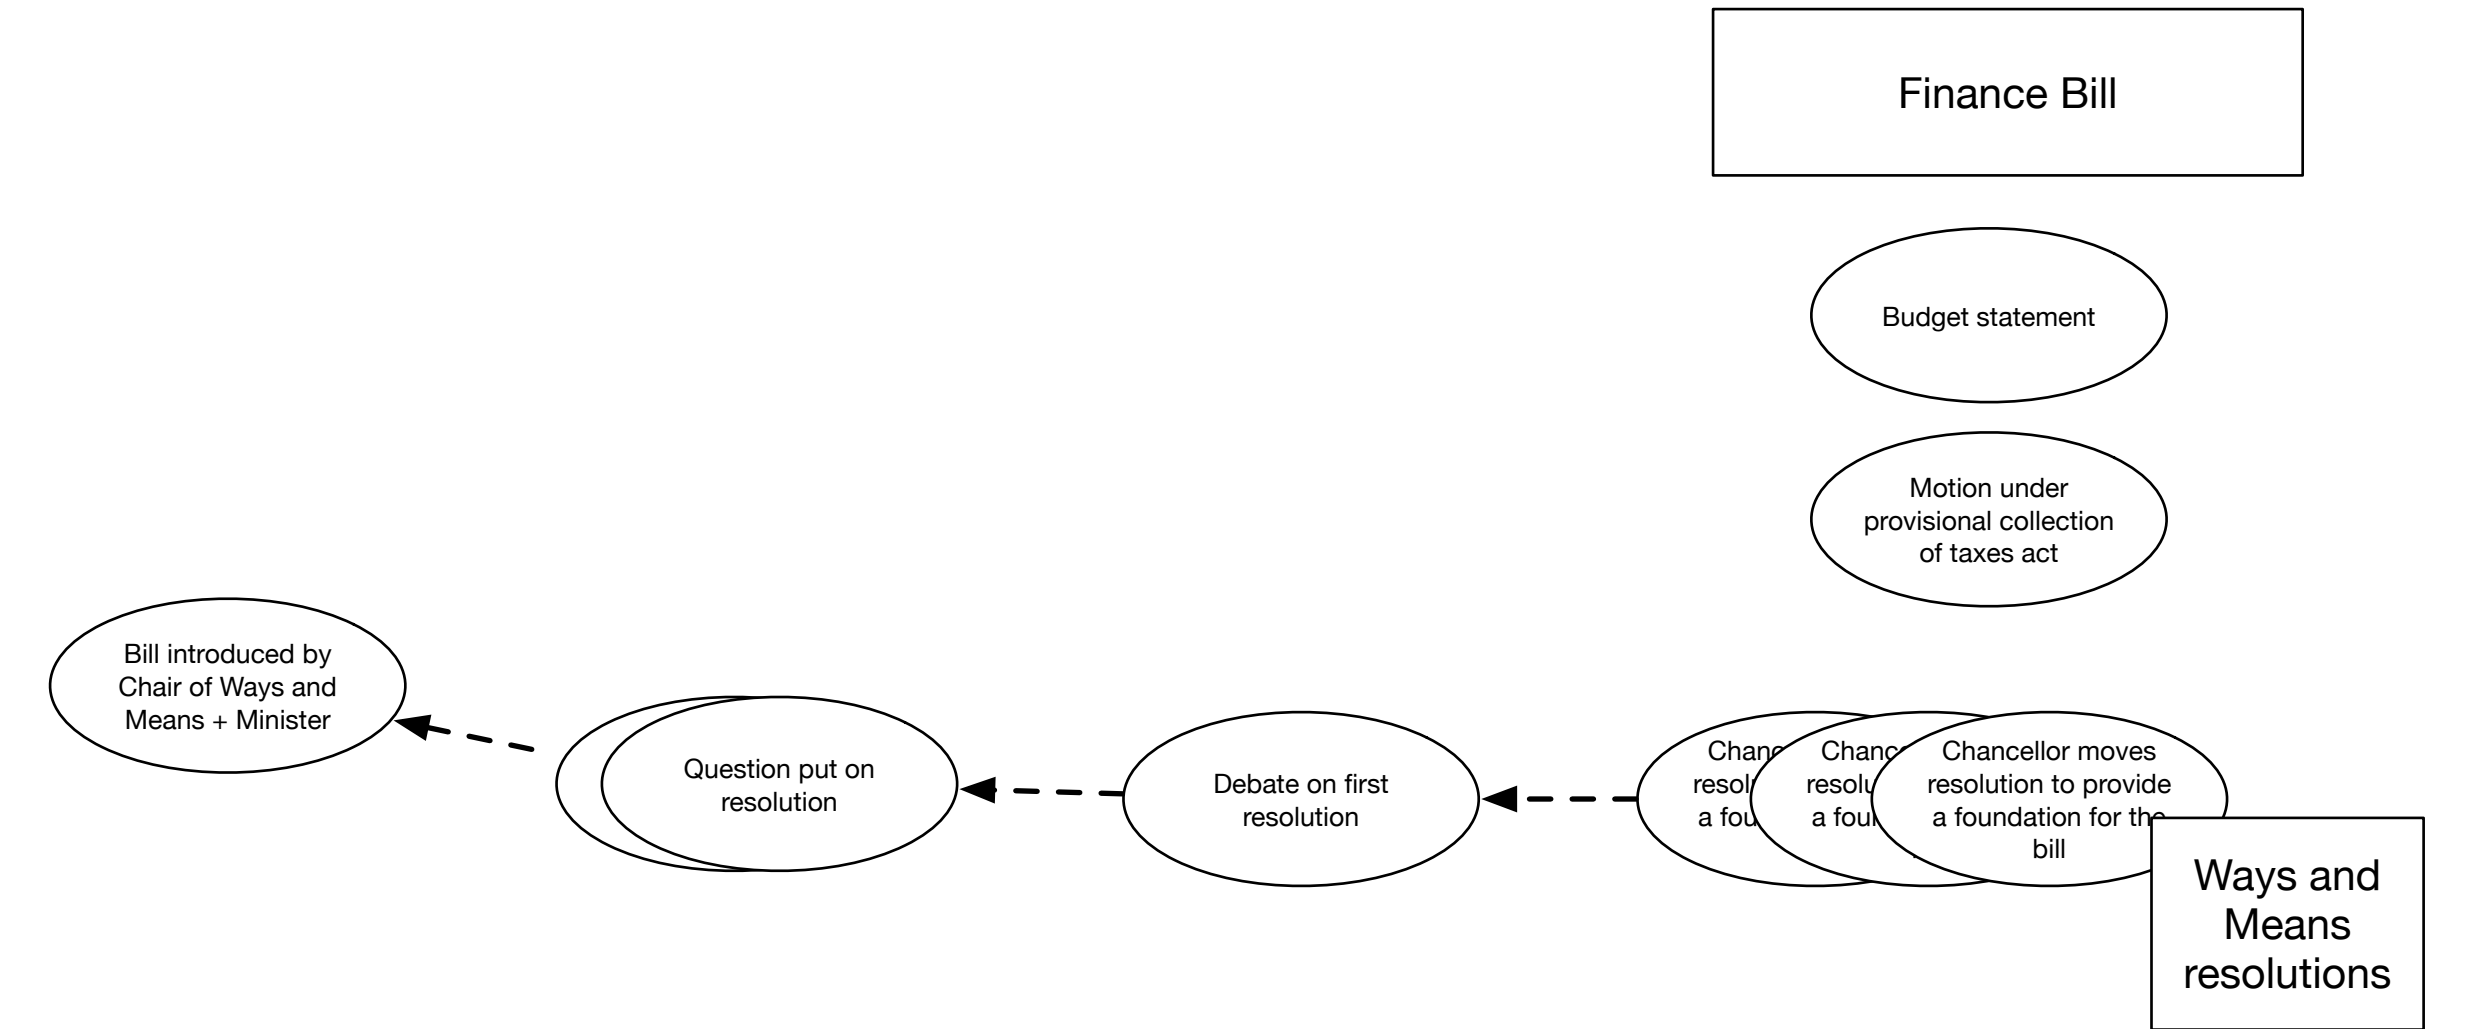 Finance Bill
Budget statement
Motion under
provisional collection
of taxes act
Bill introduced by
Chair of Ways and
Means + Minister
Question put on
resolution
Debate on first
resolution
Chancellor moves
resolution to provide
a foundation for the
bill
Ways and
Means
resolutions